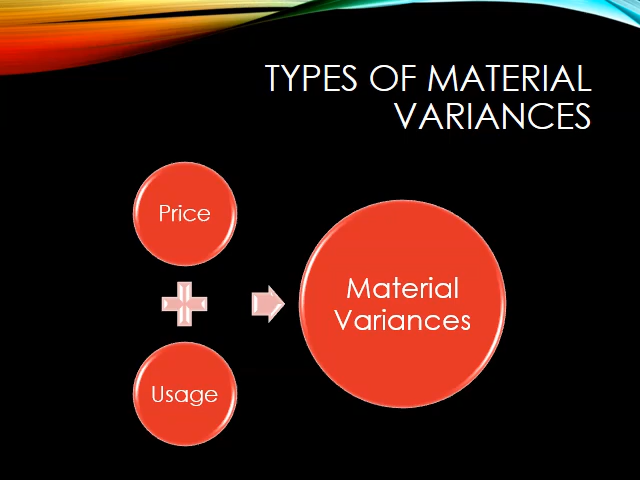 TYPES OF MATERIAL
VARIANCES
Price
Usage
Material
Variances